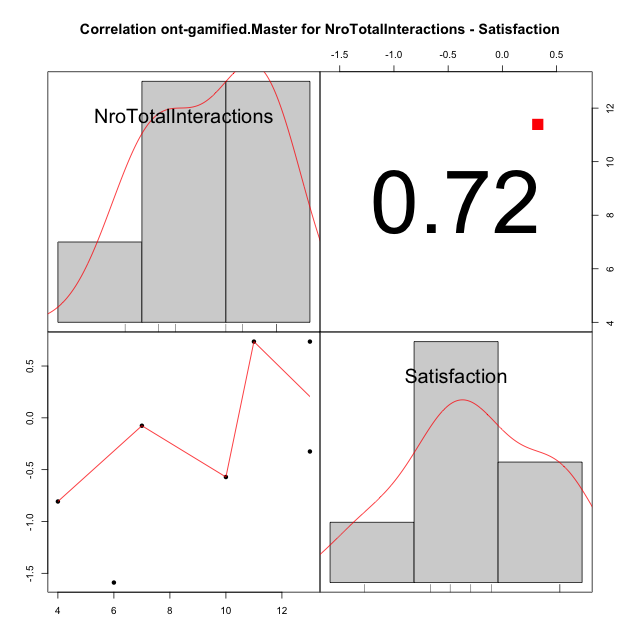 Correlation ont-gamified.Master for NroTotalInteractions - Satisfaction
-1.5 -1.0 -0.5 0.0 0.5
NroTotalInteractions
0.72
12
10
8
6
4
0.5
0.0
-0.5
-1.0
-1.5
Satisfaction
4 6 8 10 12